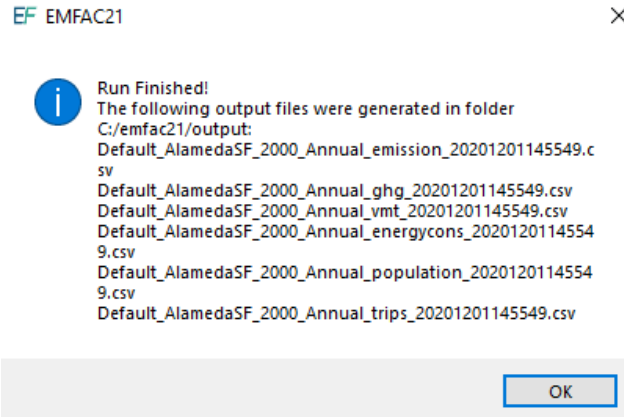 EF EMFAC21
Run Finished!
The following output files were generated in folder
C:/emfac21/output:
Default_AlamedaSF_2000_Annual_emission_20201201145549.c
sv
Default_AlamedaSF_2000_Annual_ghg_20201201145549.csv
Default_AlamedaSF_2000_Annual_vmt_20201201145549.csv
Default_AlamedaSF_2000_Annual_energycons_2020120114554
9.csv
Default_AlamedaSF_2000_Annual_population_2020120114554
9.csv
Default_AlamedaSF_2000_Annual_trips_20201201145549.csv
OK